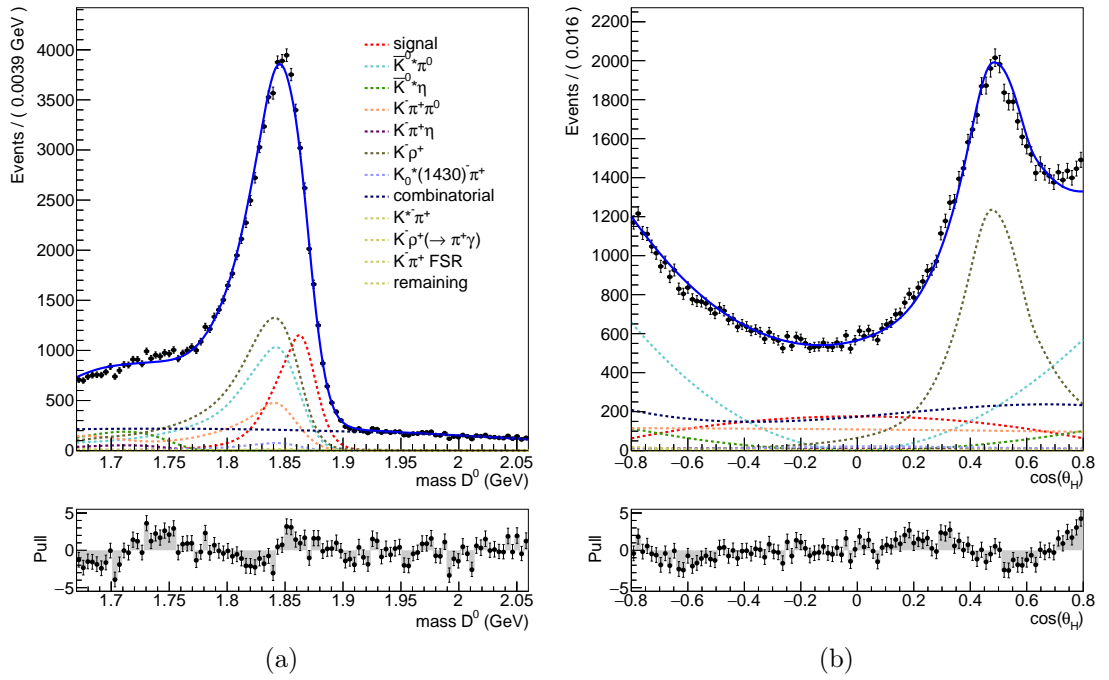 Events / ( 0.0039 GeV )
4000
3500
3000
2500
2000
1500
1000
500
0
signal
K̅⁰*π⁰
K̅⁰*η
K⁻π⁺π⁰
K⁻π⁺η
K⁻ρ⁺
K₀*(1430)⁻π⁺
combinatorial
K*⁻π⁺
K⁻ρ⁺(→ π⁺γ)
K⁻π⁺ FSR
remaining
1.7 1.75 1.8 1.85 1.9 1.95 2 2.05
mass D⁰ (GeV)
Pull
5
0
−5
1.7 1.75 1.8 1.85 1.9 1.95 2 2.05
mass D⁰ (GeV)
(a)
Events / ( 0.016 )
2200
2000
1800
1600
1400
1200
1000
800
600
400
200
0
−0.8 −0.6 −0.4 −0.2 0 0.2 0.4 0.6 0.8
cos(θ_H)
Pull
5
0
−5
−0.8 −0.6 −0.4 −0.2 0 0.2 0.4 0.6 0.8
cos(θ_H)
(b)